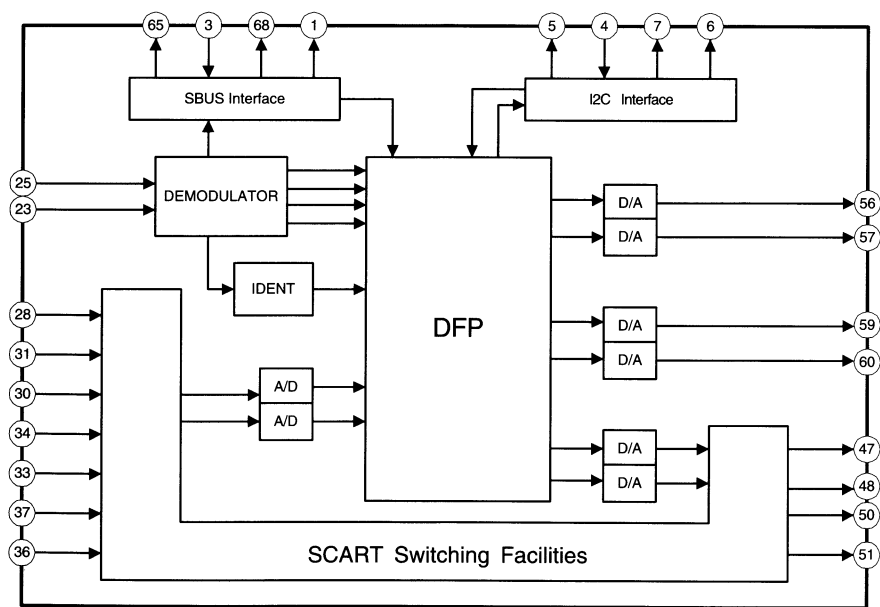 65 3 68 1 5 4 7 6
SBUS Interface
I2C Interface
25
23
DEMODULATOR
D/A
D/A
56
57
IDENT
28
31
30
34
33
37
36
DFP
A/D
A/D
D/A
D/A
59
60
D/A
D/A
47
48
50
51
SCART Switching Facilities